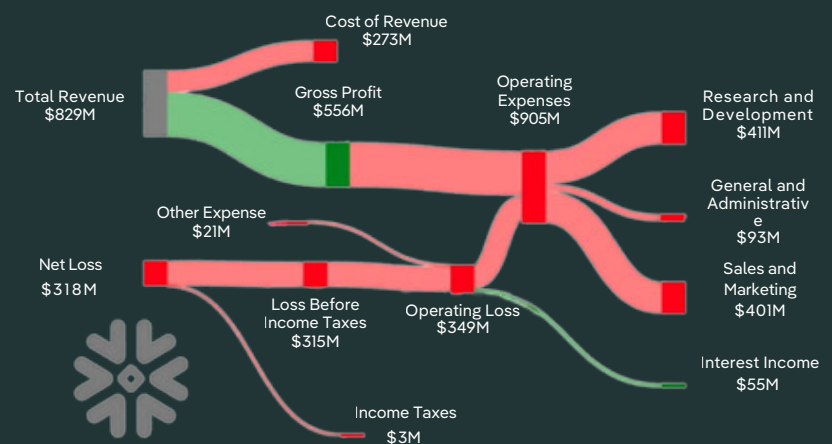 Cost of Revenue
$273M
Total Revenue
$829M
Gross Profit
$556M
Operating
Expenses
$905M
Research and
Development
$411M
General and
Administrativ
e
$93M
Other Expense
$21M
Net Loss
$318M
Loss Before
Income Taxes
$315M
Operating Loss
$349M
Sales and
Marketing
$401M
Interest Income
$55M
Income Taxes
$3M